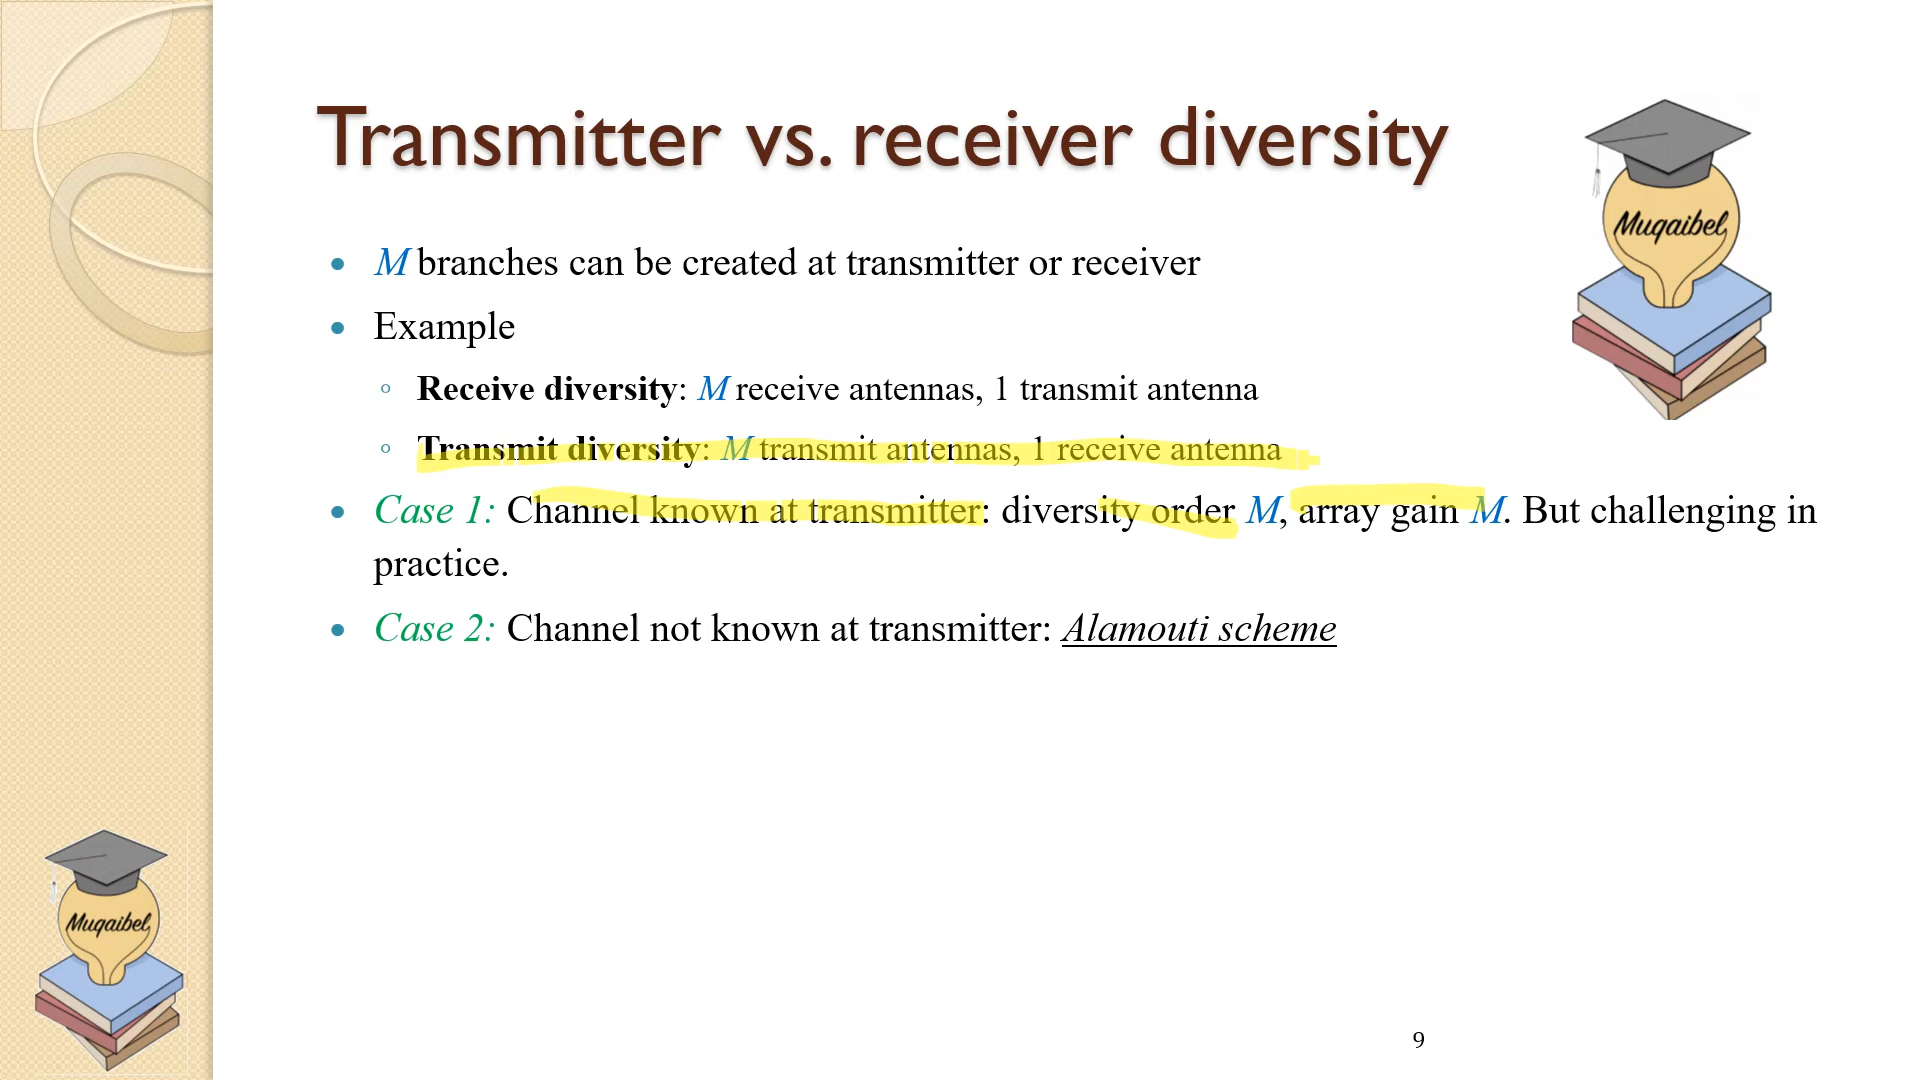 Transmitter vs. receiver diversity
Muqaibel
M branches can be created at transmitter or receiver
Example
Receive diversity: M receive antennas, 1 transmit antenna
Transmit diversity: M transmit antennas, 1 receive antenna
Case 1: Channel known at transmitter: diversity order M, array gain M. But challenging in
practice.
Case 2: Channel not known at transmitter: Alamouti scheme
Muqaibel
9